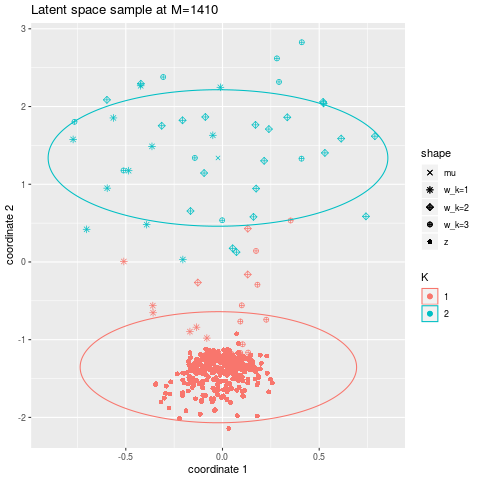 Latent space sample at M=1410
3
2
1
0
-1
-2
coordinate 2
-0.5
0.0
0.5
coordinate 1
shape
mu
w_k=1
w_k=2
w_k=3
z
K
1
2